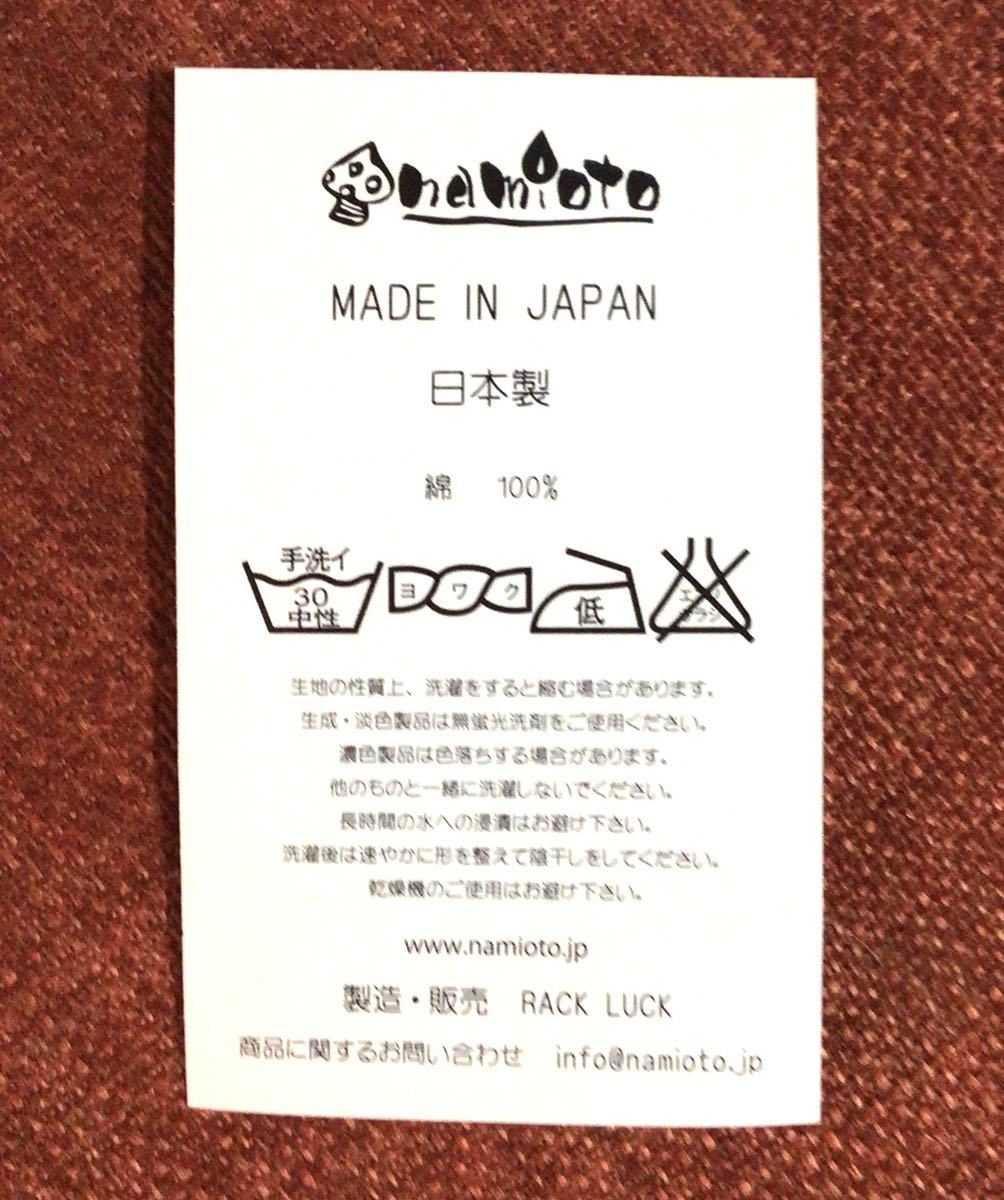 namioto
MADE IN JAPAN
日本製
綿 100%
手洗イ
30
中性
ヨワク
低
エンソ
サラシ
生地の性質上、洗濯をすると縮む場合があります。
生成・淡色製品は無蛍光洗剤をご使用ください。
濃色製品は色落ちする場合があります。
他のものと一緒に洗濯しないでください。
長時間の水への浸漬はお避け下さい。
洗濯後は速やかに形を整えて陰干しをしてください。
乾燥機のご使用はお避け下さい。
www.namioto.jp
製造・販売 RACK LUCK
商品に関するお問い合わせ info@namioto.jp